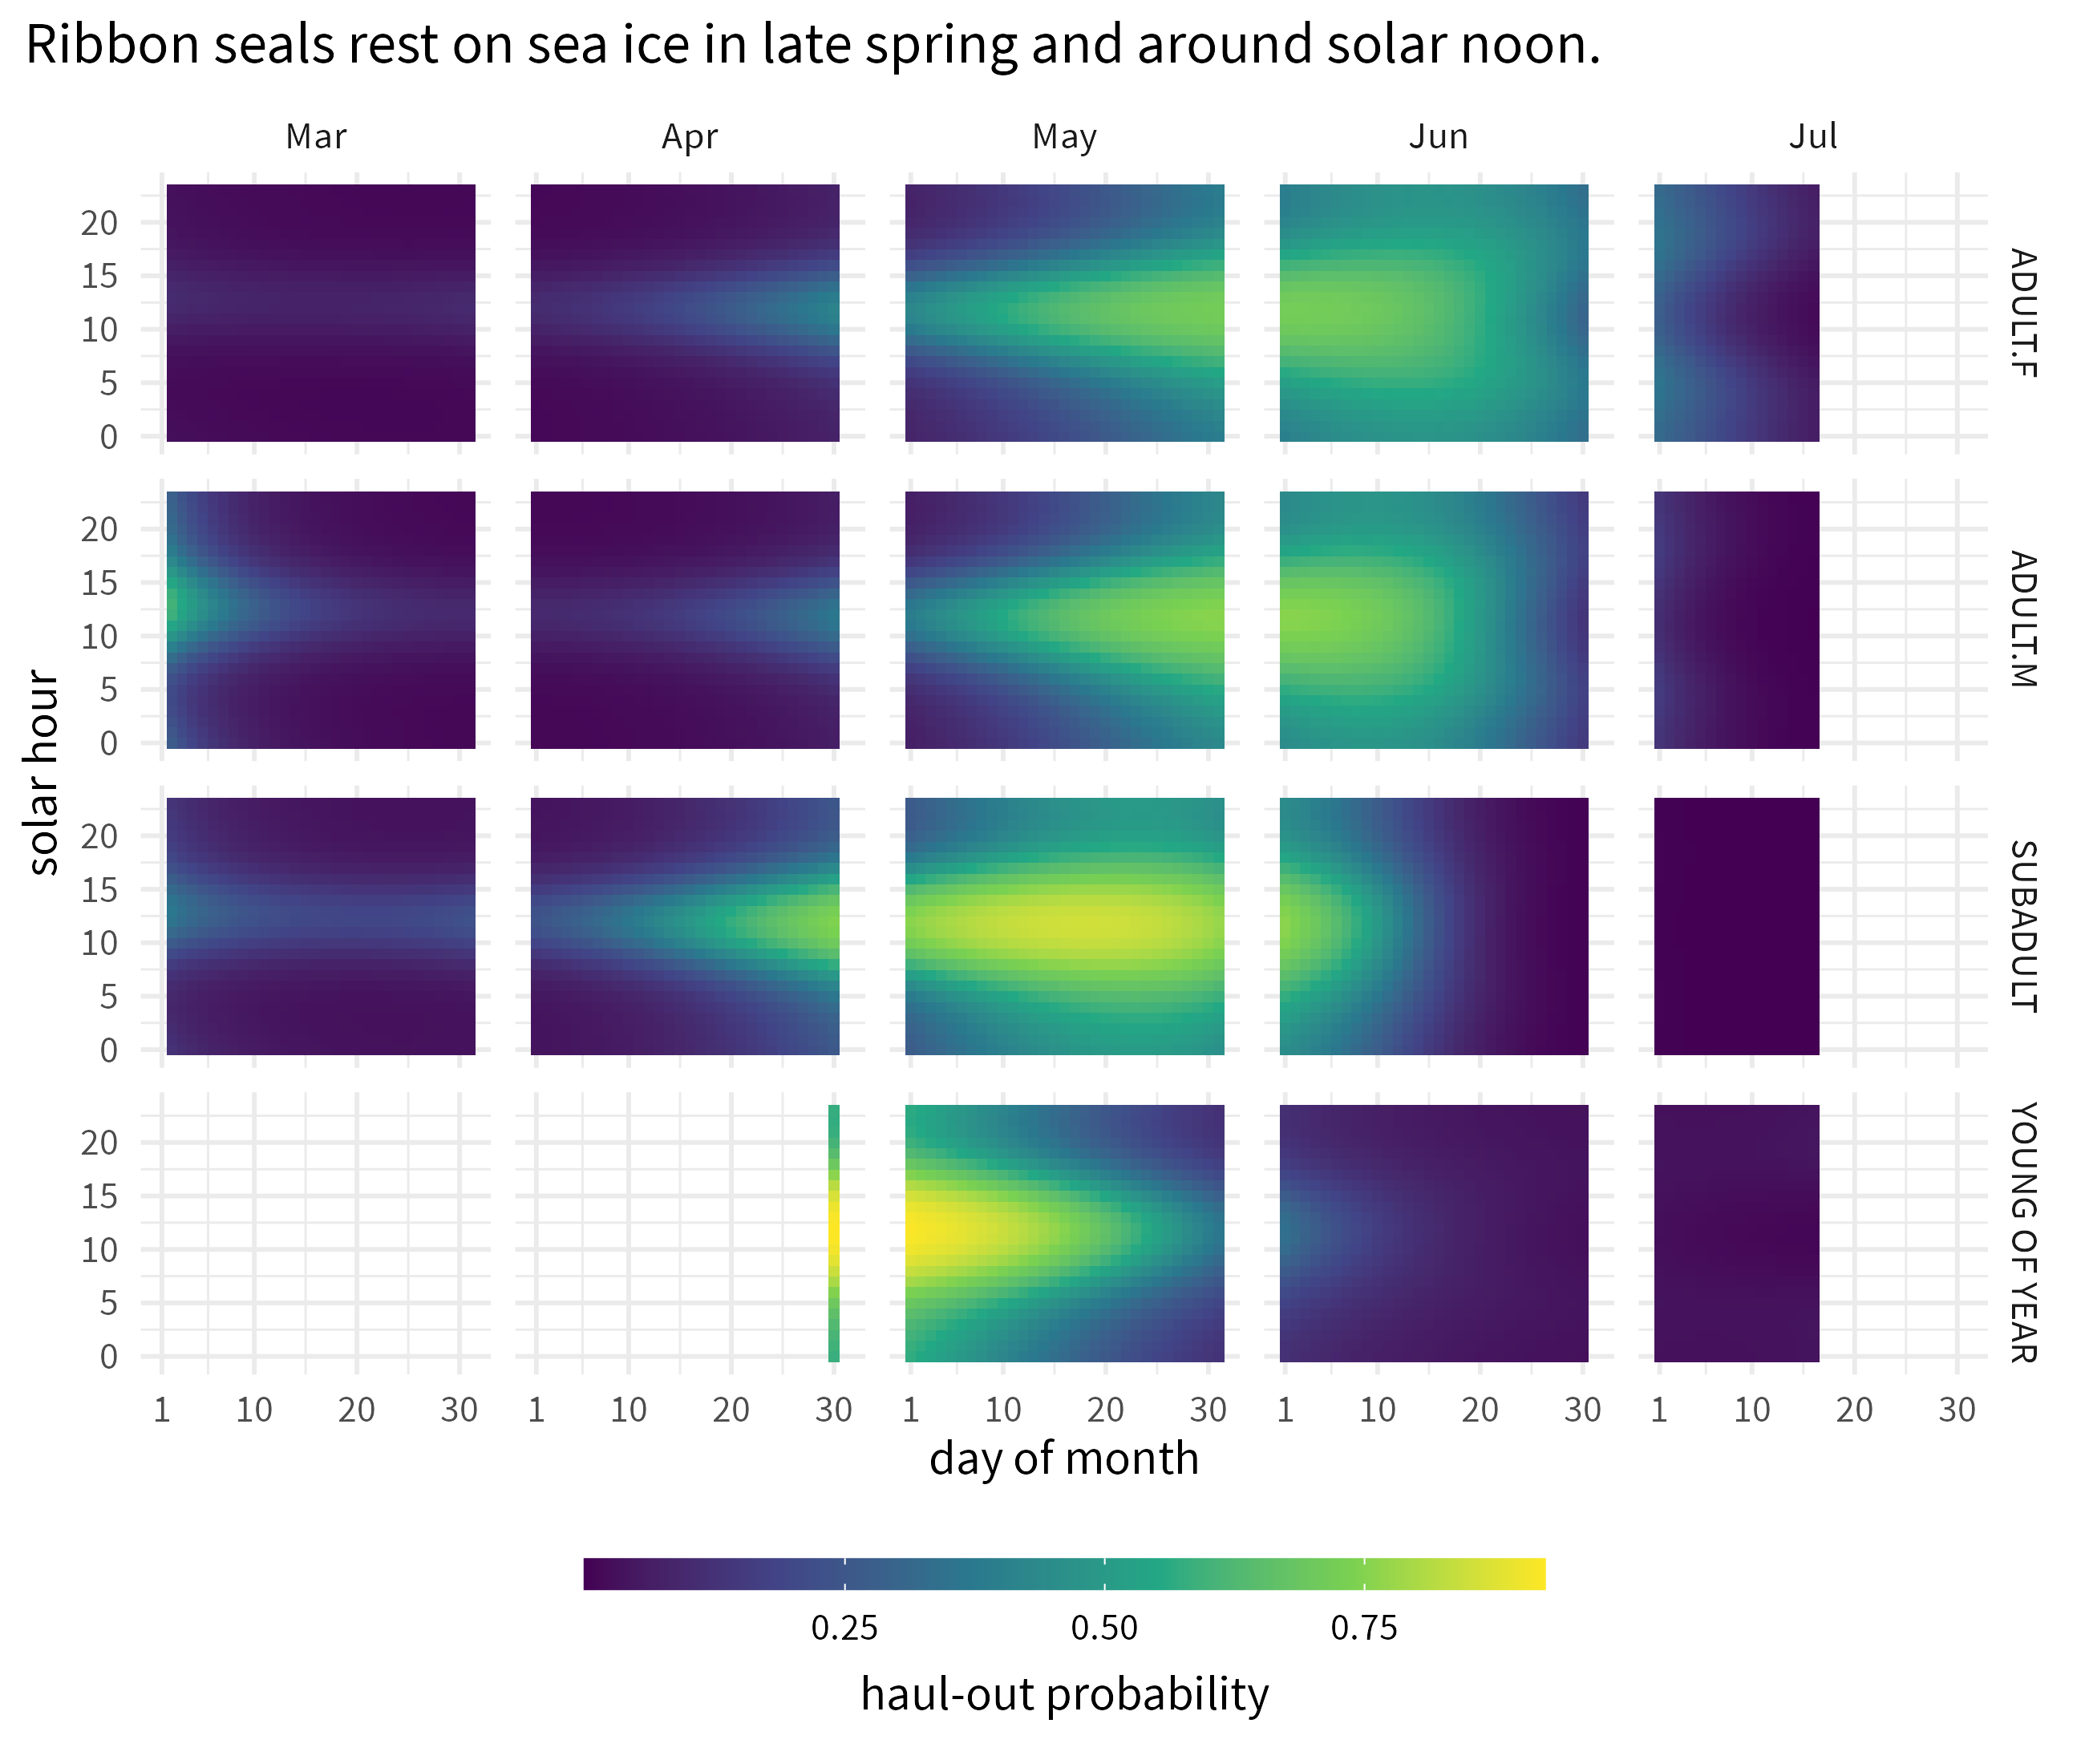 Ribbon seals rest on sea ice in late spring and around solar noon.
Mar Apr May Jun Jul
20
15
10
5
0
ADULT.F
20
15
10
5
0
ADULT.M
solar hour
20
15
10
5
0
SUBADULT
20
15
10
5
0
YOUNG OF YEAR
1 10 20 30 1 10 20 30 1 10 20 30 1 10 20 30 1 10 20 30
day of month
0.25 0.50 0.75
haul-out probability